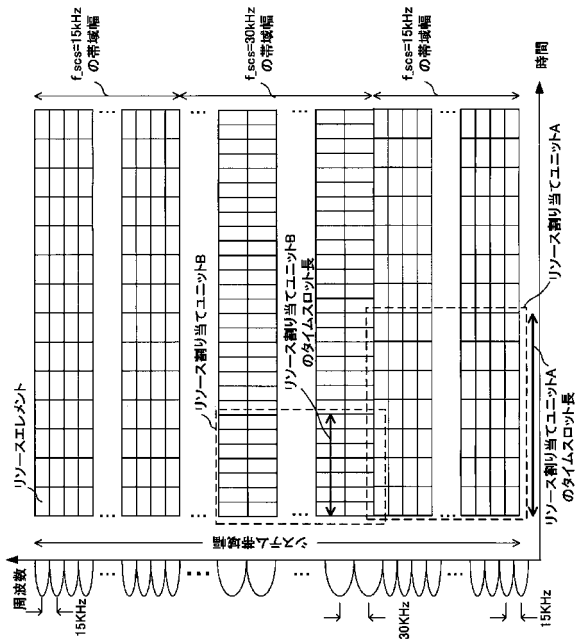 f_scs=15kHz
の帯域幅
f_scs=30kHz
の帯域幅
f_scs=15kHz
の帯域幅
時間
リソースエレメント
リソース割り当てユニットB
リソース割り当てユニットB
のタイムスロット長
リソース割り当てユニットA
リソース割り当てユニットA
のタイムスロット長
システム帯域幅
周波数
15KHz
30KHz
15KHz